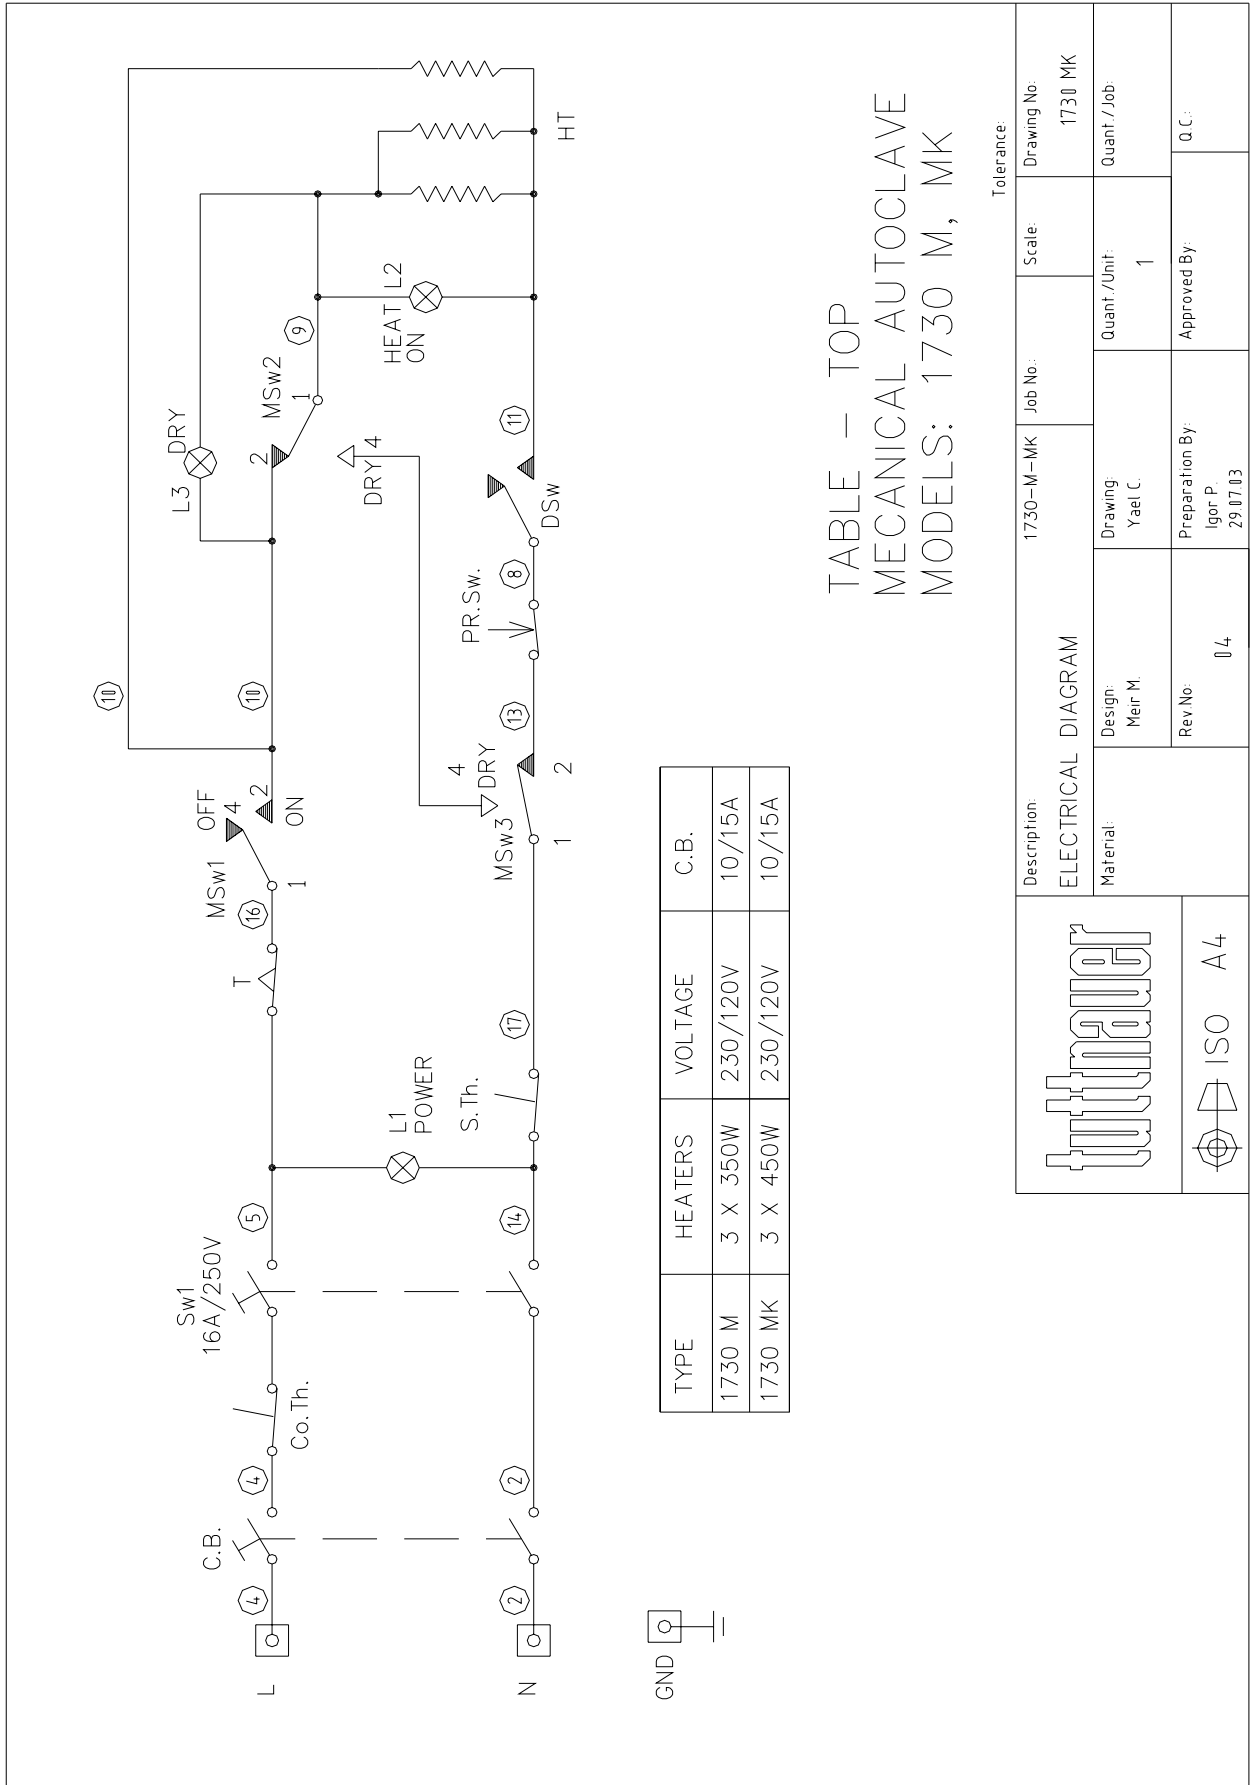 L
4
C.B.
4
Co.Th.
Sw1
16A/250V
5
L1
POWER
T
16
MSw1
1
OFF
4
2
ON
10
10
L3
DRY
2
MSw2
1
9
HEAT L2
ON
DRY 4
HT
N
2
2
14
S.Th.
17
MSw3
1
4
DRY
2
13
PR.Sw.
8
DSw
11
GND
TYPE HEATERS VOLTAGE C.B.
1730 M 3 X 350W 230/120V 10/15A
1730 MK 3 X 450W 230/120V 10/15A
TABLE - TOP
MECANICAL AUTOCLAVE
MODELS: 1730 M, MK
Tolerance:
tuttnauer
ISO A4
Description: 1730-M-MK
ELECTRICAL DIAGRAM
Job No.:
Scale:
Drawing No:
1730 MK
Material:
Design:
Meir M.
Drawing:
Yael C.
Quant./Unit:
1
Quant./Job:
Rev.No:
04
Preparation By:
Igor P.
29.07.03
Approved By:
Q.C.: